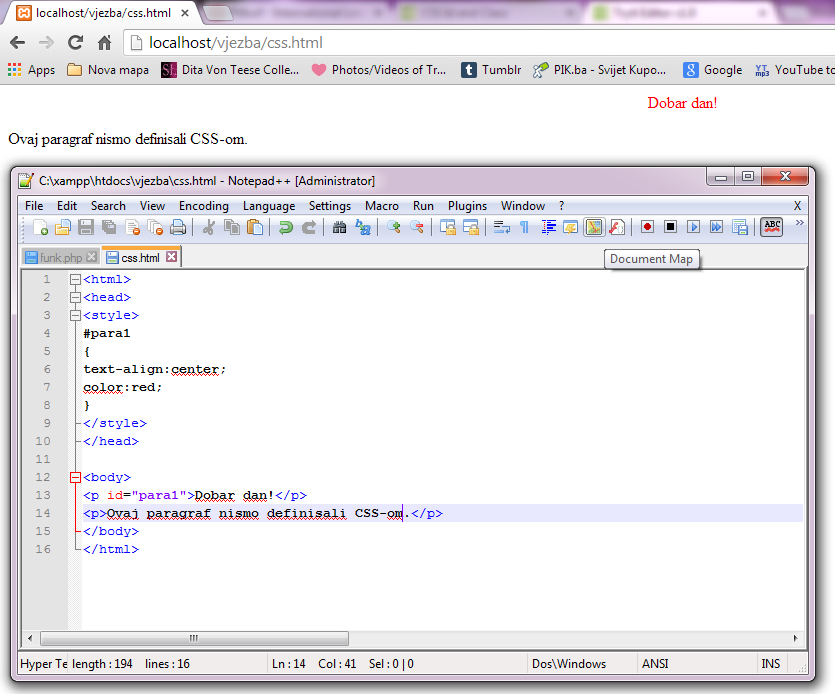 localhost/vjezba/css.html
localhost/vjezba/css.html
Apps Nova mapa Dita Von Teese Colle... Photos/Videos of Tr... Tumblr PIK.ba - Svijet Kupo... Google YouTube to
Dobar dan!
Ovaj paragraf nismo definisali CSS-om.
C:\xampp\htdocs\vjezba\css.html - Notepad++ [Administrator]
File Edit Search View Encoding Language Settings Macro Run Plugins Window ? X
ABC
funk.php css.html
Document Map
1 <html>
2 <head>
3 <style>
4 #para1
5 {
6 text-align:center;
7 color:red;
8 }
9 </style>
10 </head>
11
12 <body>
13 <p id="para1">Dobar dan!</p>
14 <p>Ovaj paragraf nismo definisali CSS-om.</p>
15 </body>
16 </html>
Hyper Te length : 194 lines : 16 Ln : 14 Col : 41 Sel : 0 | 0 Dos\Windows ANSI INS